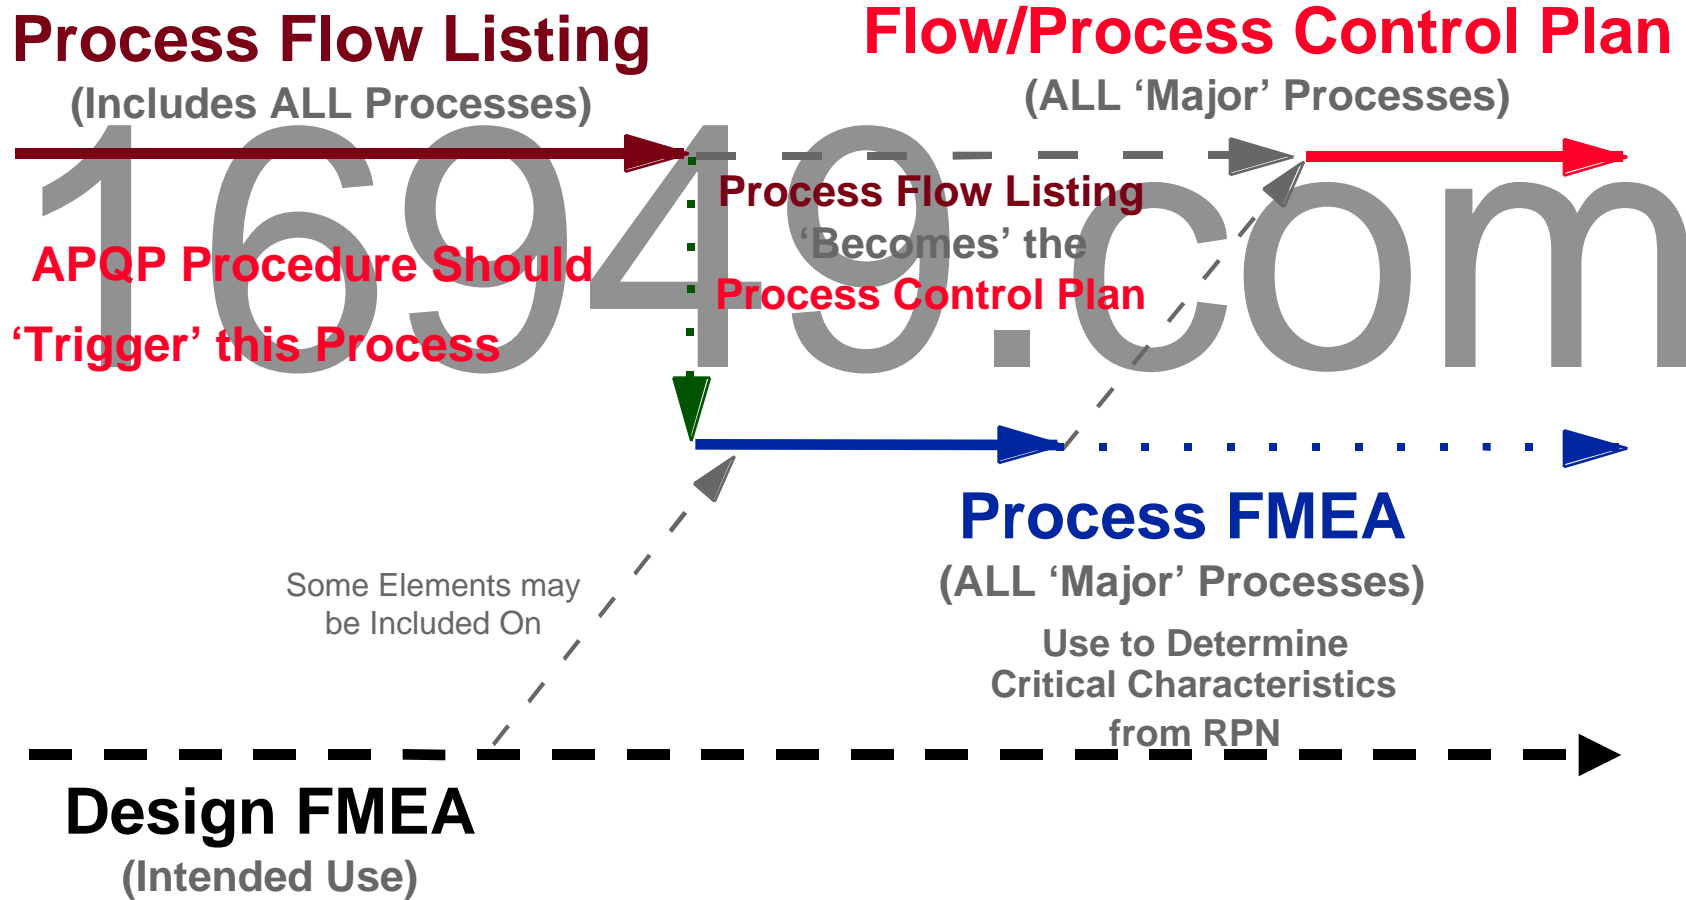 Process Flow Listing
(Includes ALL Processes)
Flow/Process Control Plan
(ALL ‘Major’ Processes)
16949.com
Process Flow Listing
‘Becomes’ the
Process Control Plan
APQP Procedure Should
‘Trigger’ this Process
Process FMEA
(ALL ‘Major’ Processes)
Use to Determine
Critical Characteristics
from RPN
Some Elements may
be Included On
Design FMEA
(Intended Use)